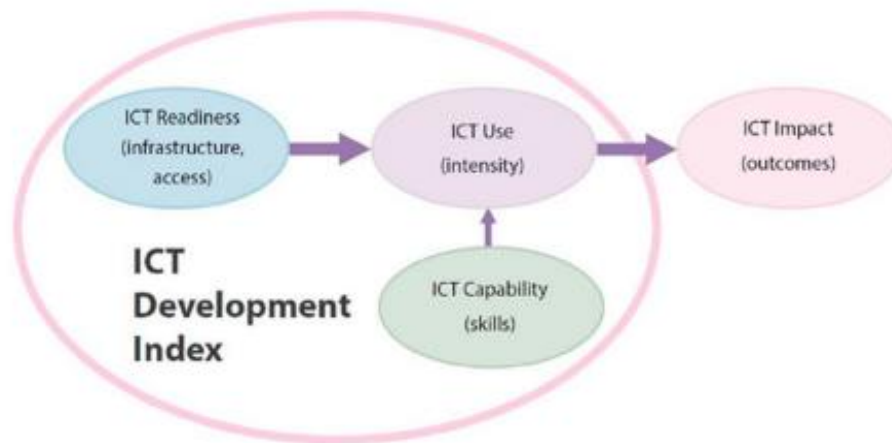 ICT Readiness
(infrastructure,
access)
ICT Use
(intensity)
ICT Impact
(outcomes)
ICT
Development
Index
ICT Capability
(skills)